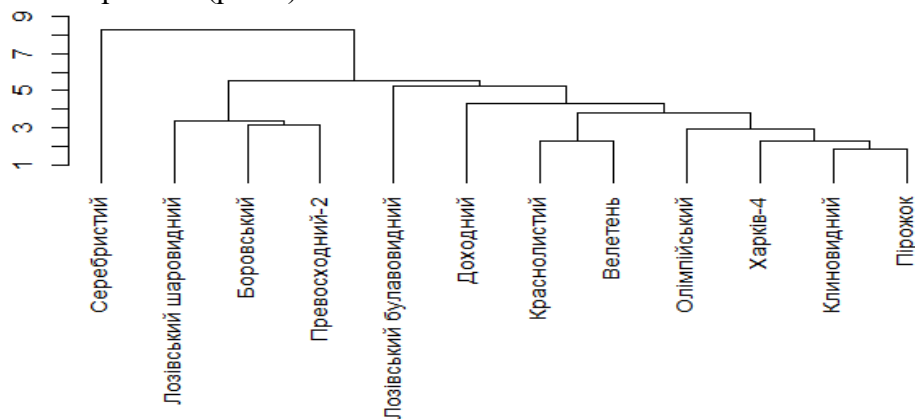 9
7
5
3
1
Серебристий
Лозівський шаровидний
Боровський
Превосходний-2
Лозівський булавовидний
Доходний
Краснолистий
Велетень
Олімпійський
Харків-4
Клиновидний
Пірожок